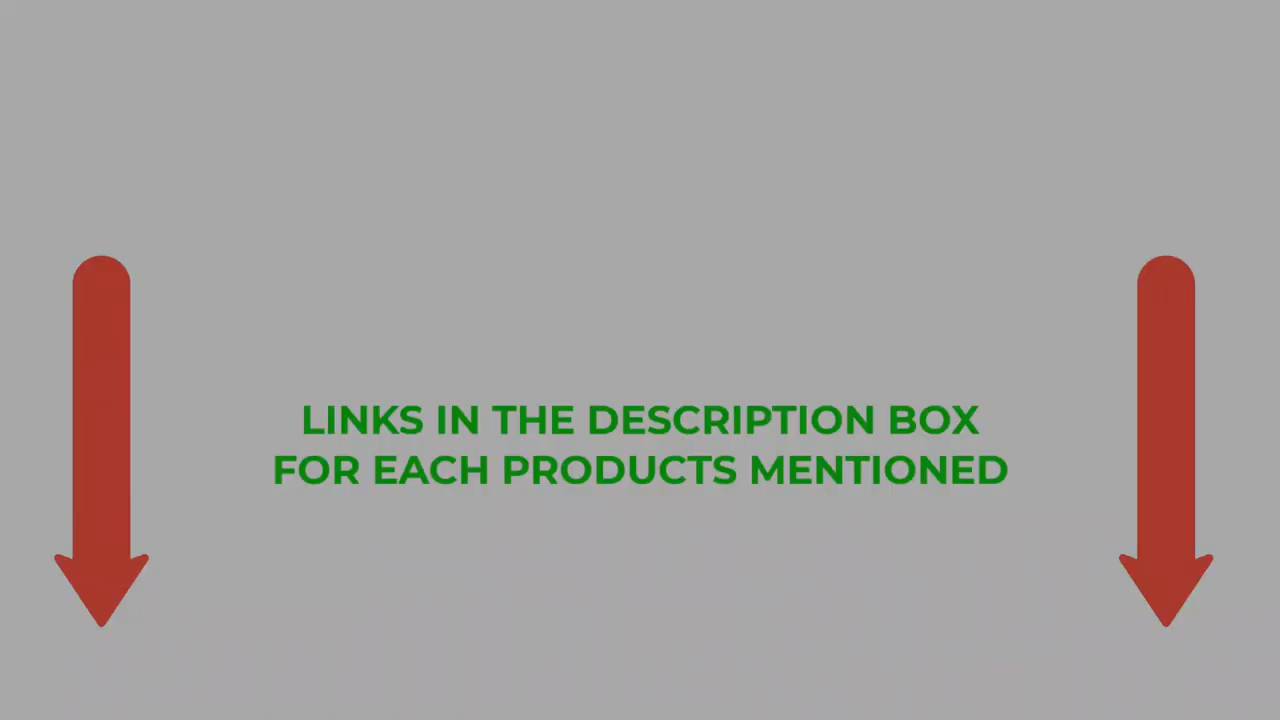 LINKS IN THE DESCRIPTION BOX
FOR EACH PRODUCTS MENTIONED